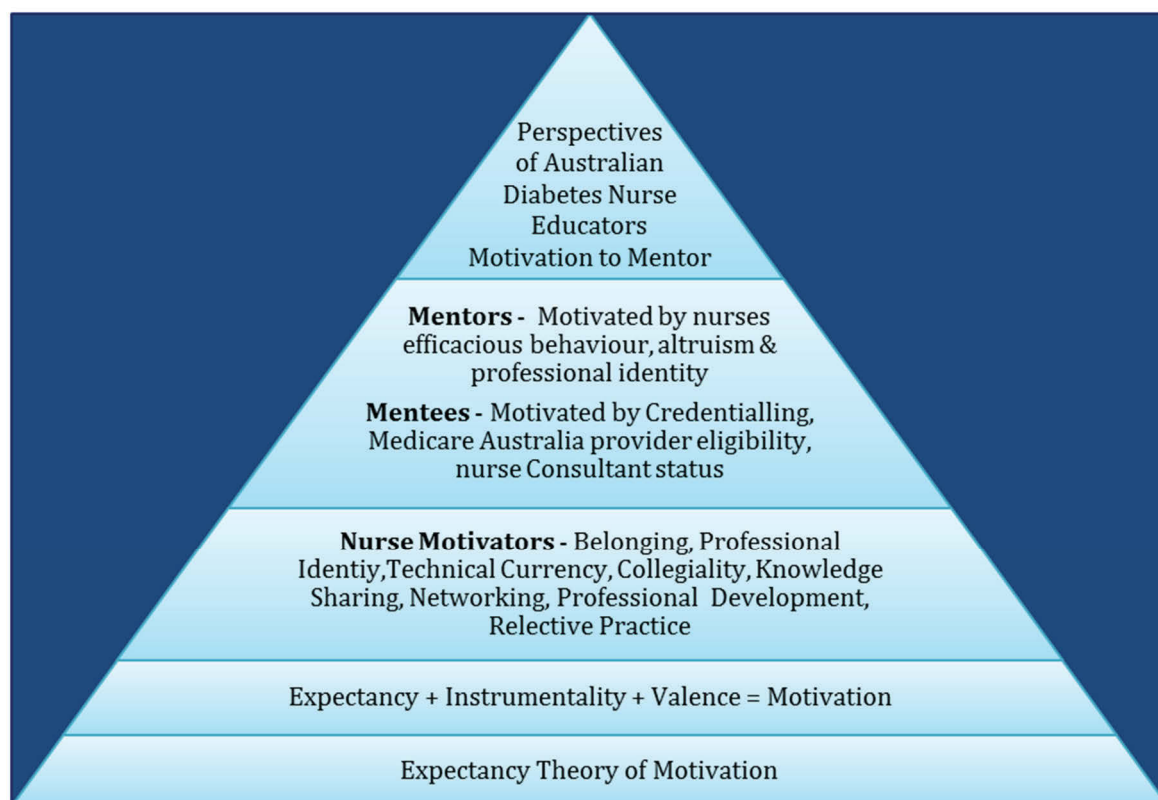 Perspectives
of Australian
Diabetes Nurse
Educators
Motivation to Mentor
Mentors - Motivated by nurses
efficacious behaviour, altruism &
professional identity
Mentees - Motivated by Credentialling,
Medicare Australia provider eligibility,
nurse Consultant status
Nurse Motivators - Belonging, Professional
Identiy,Technical Currency, Collegiality, Knowledge
Sharing, Networking, Professional Development,
Relective Practice
Expectancy + Instrumentality + Valence = Motivation
Expectancy Theory of Motivation